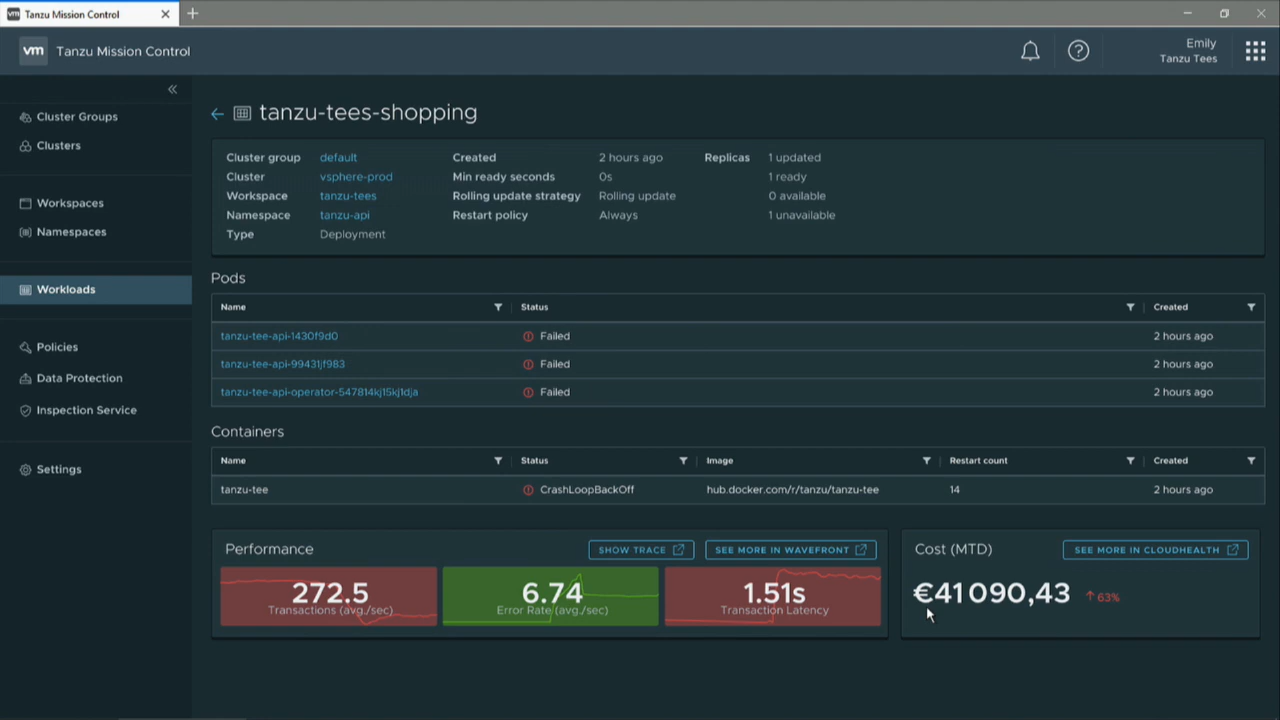 vm Tanzu Mission Control
vm Tanzu Mission Control
Emily
Tanzu Tees
Cluster Groups
Clusters
Workspaces
Namespaces
Workloads
Policies
Data Protection
Inspection Service
Settings
tanzu-tees-shopping
Cluster group default Created 2 hours ago Replicas 1 updated
Cluster vsphere-prod Min ready seconds 0s 1 ready
Workspace tanzu-tees Rolling update strategy Rolling update 0 available
Namespace tanzu-api Restart policy Always 1 unavailable
Type Deployment
Pods
Name Status Created
tanzu-tee-api-1430f9d0 Failed 2 hours ago
tanzu-tee-api-99431jf983 Failed 2 hours ago
tanzu-tee-api-operator-547814kj15kj1dja Failed 2 hours ago
Containers
Name Status Image Restart count Created
tanzu-tee CrashLoopBackOff hub.docker.com/r/tanzu/tanzu-tee 14 2 hours ago
Performance SHOW TRACE SEE MORE IN WAVEFRONT
272.5
Transactions (avg./sec)
6.74
Error Rate (avg./sec)
1.51s
Transaction Latency
Cost (MTD) SEE MORE IN CLOUDHEALTH
€41 090,43 ↑ 63%